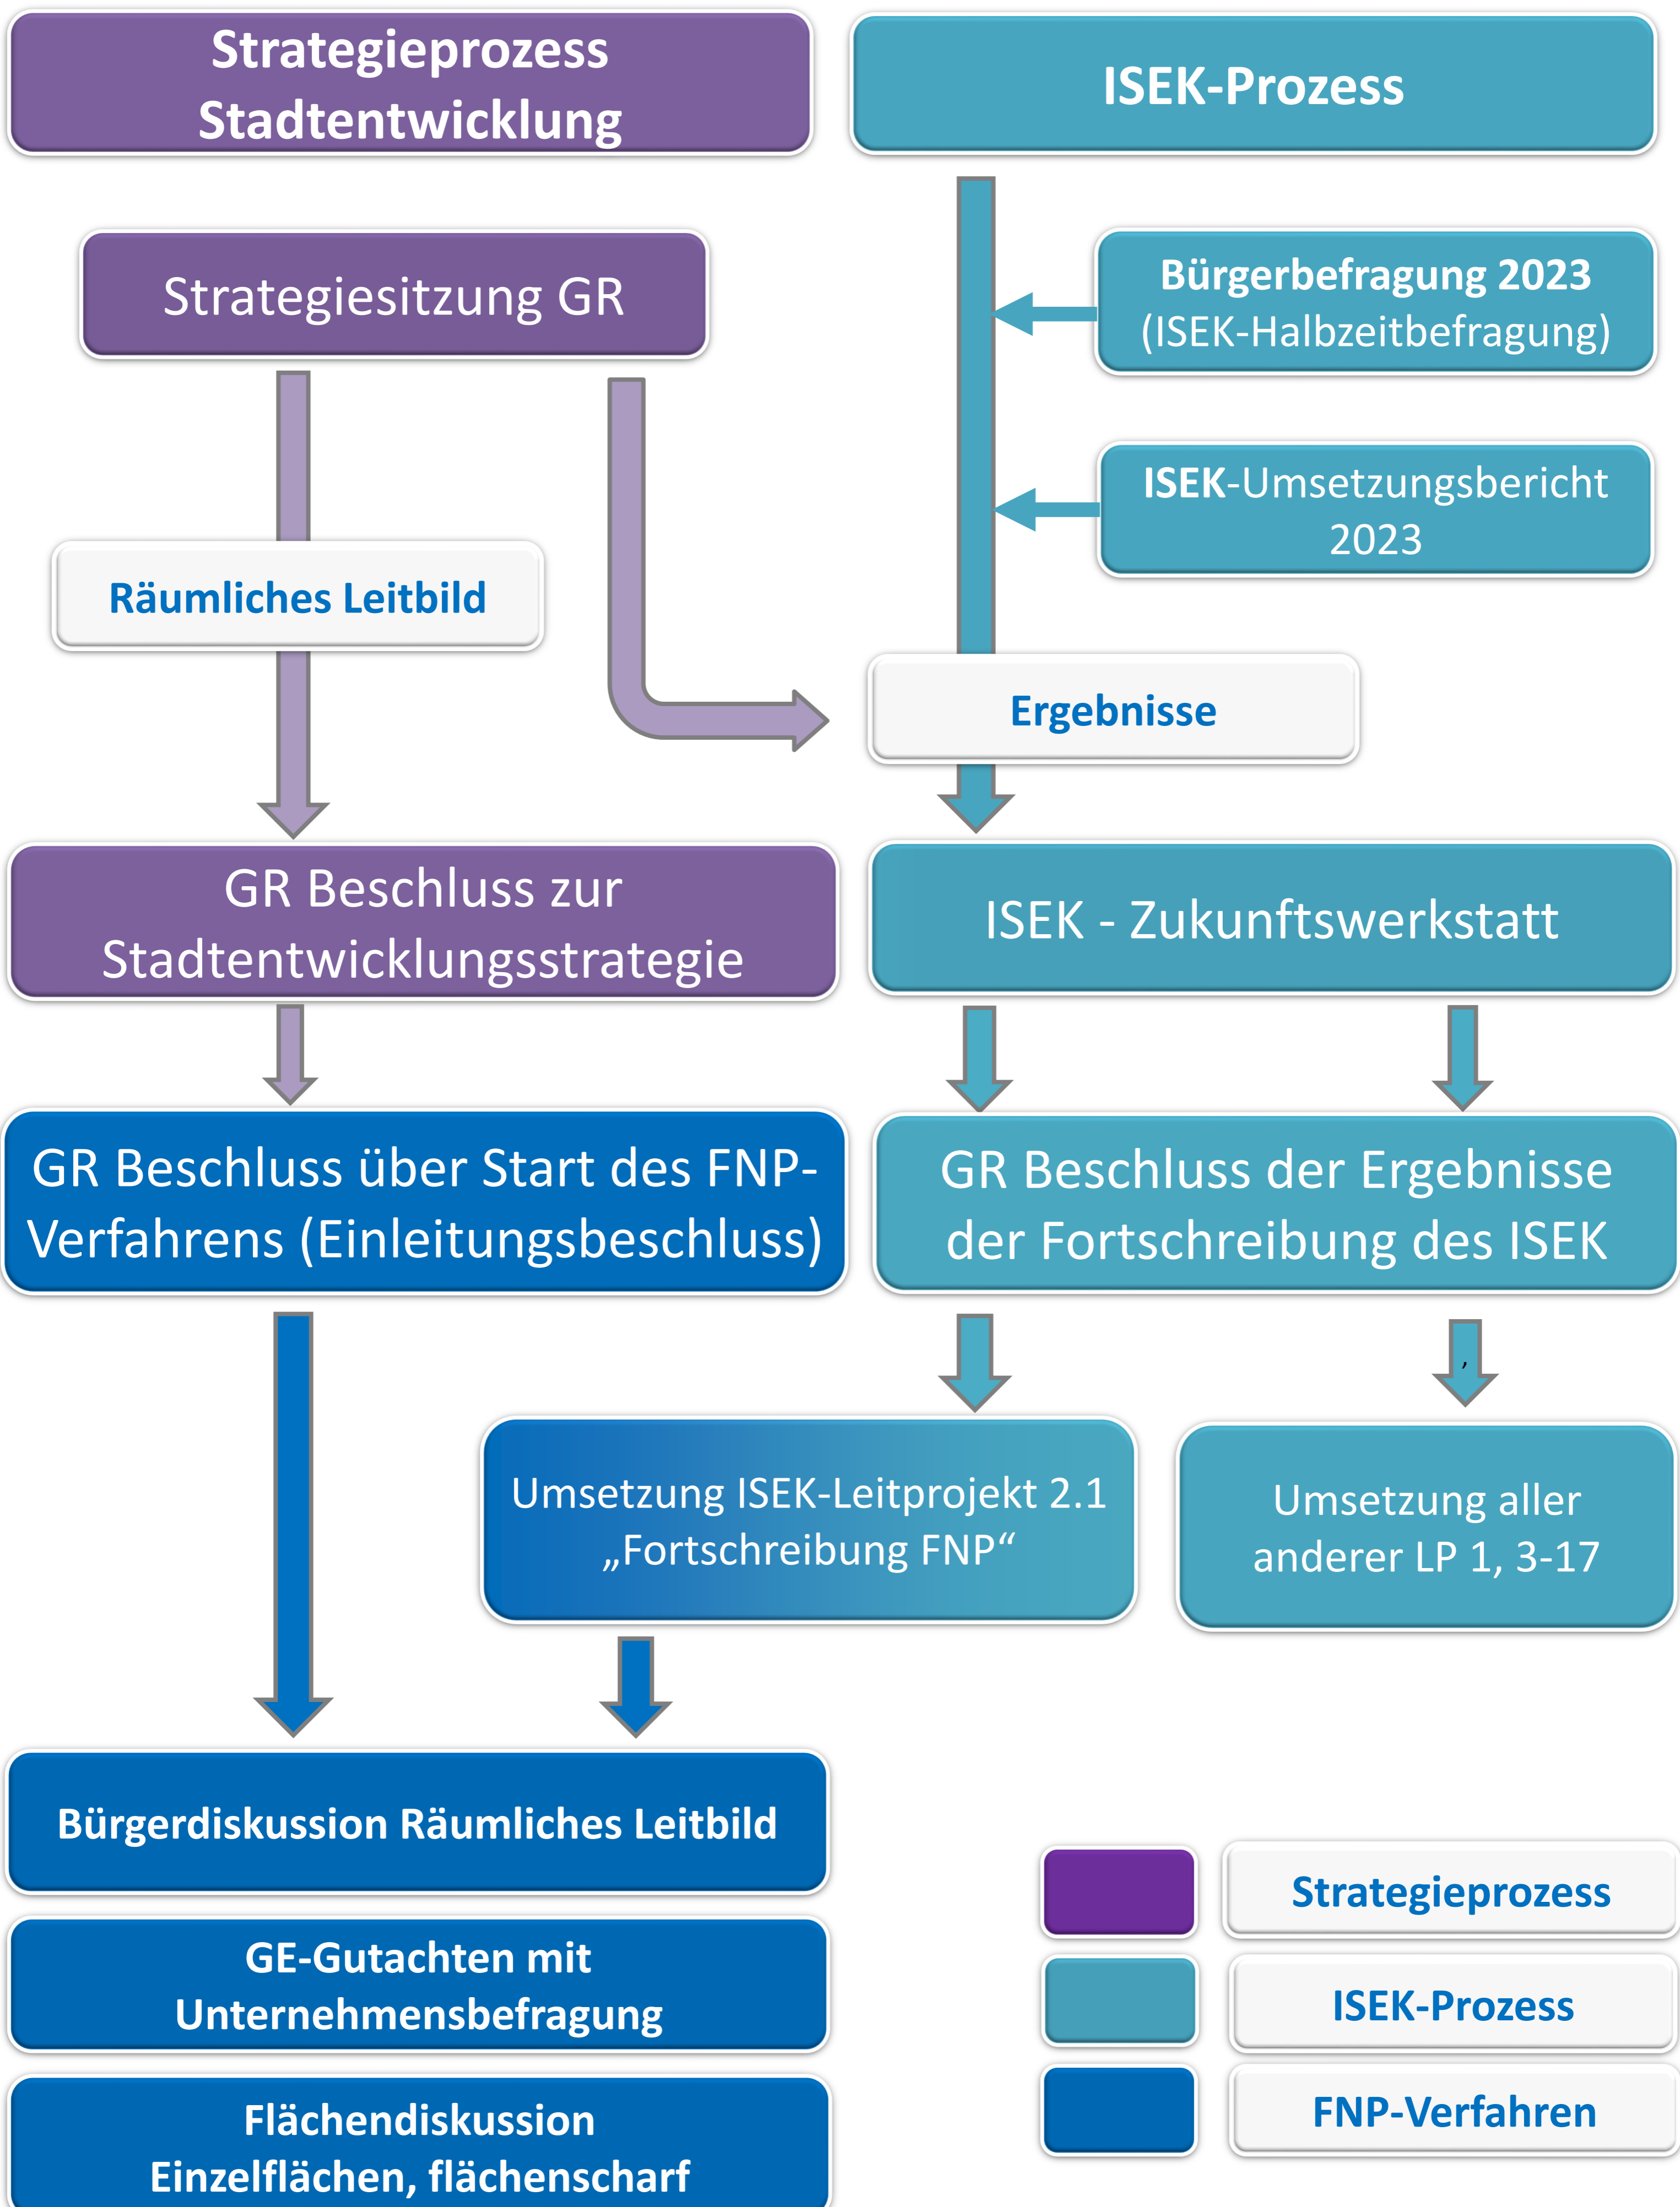 Strategieprozess
Stadtentwicklung
ISEK-Prozess
Strategiesitzung GR
Bürgerbefragung 2023
(ISEK-Halbzeitbefragung)
ISEK-Umsetzungsbericht
2023
Räumliches Leitbild
Ergebnisse
GR Beschluss zur
Stadtentwicklungsstrategie
ISEK - Zukunftswerkstatt
GR Beschluss über Start des FNP-
Verfahrens (Einleitungsbeschluss)
GR Beschluss der Ergebnisse
der Fortschreibung des ISEK
,
Umsetzung ISEK-Leitprojekt 2.1
„Fortschreibung FNP“
Umsetzung aller
anderer LP 1, 3-17
Bürgerdiskussion Räumliches Leitbild
GE-Gutachten mit
Unternehmensbefragung
Flächendiskussion
Einzelflächen, flächenscharf
Strategieprozess
ISEK-Prozess
FNP-Verfahren